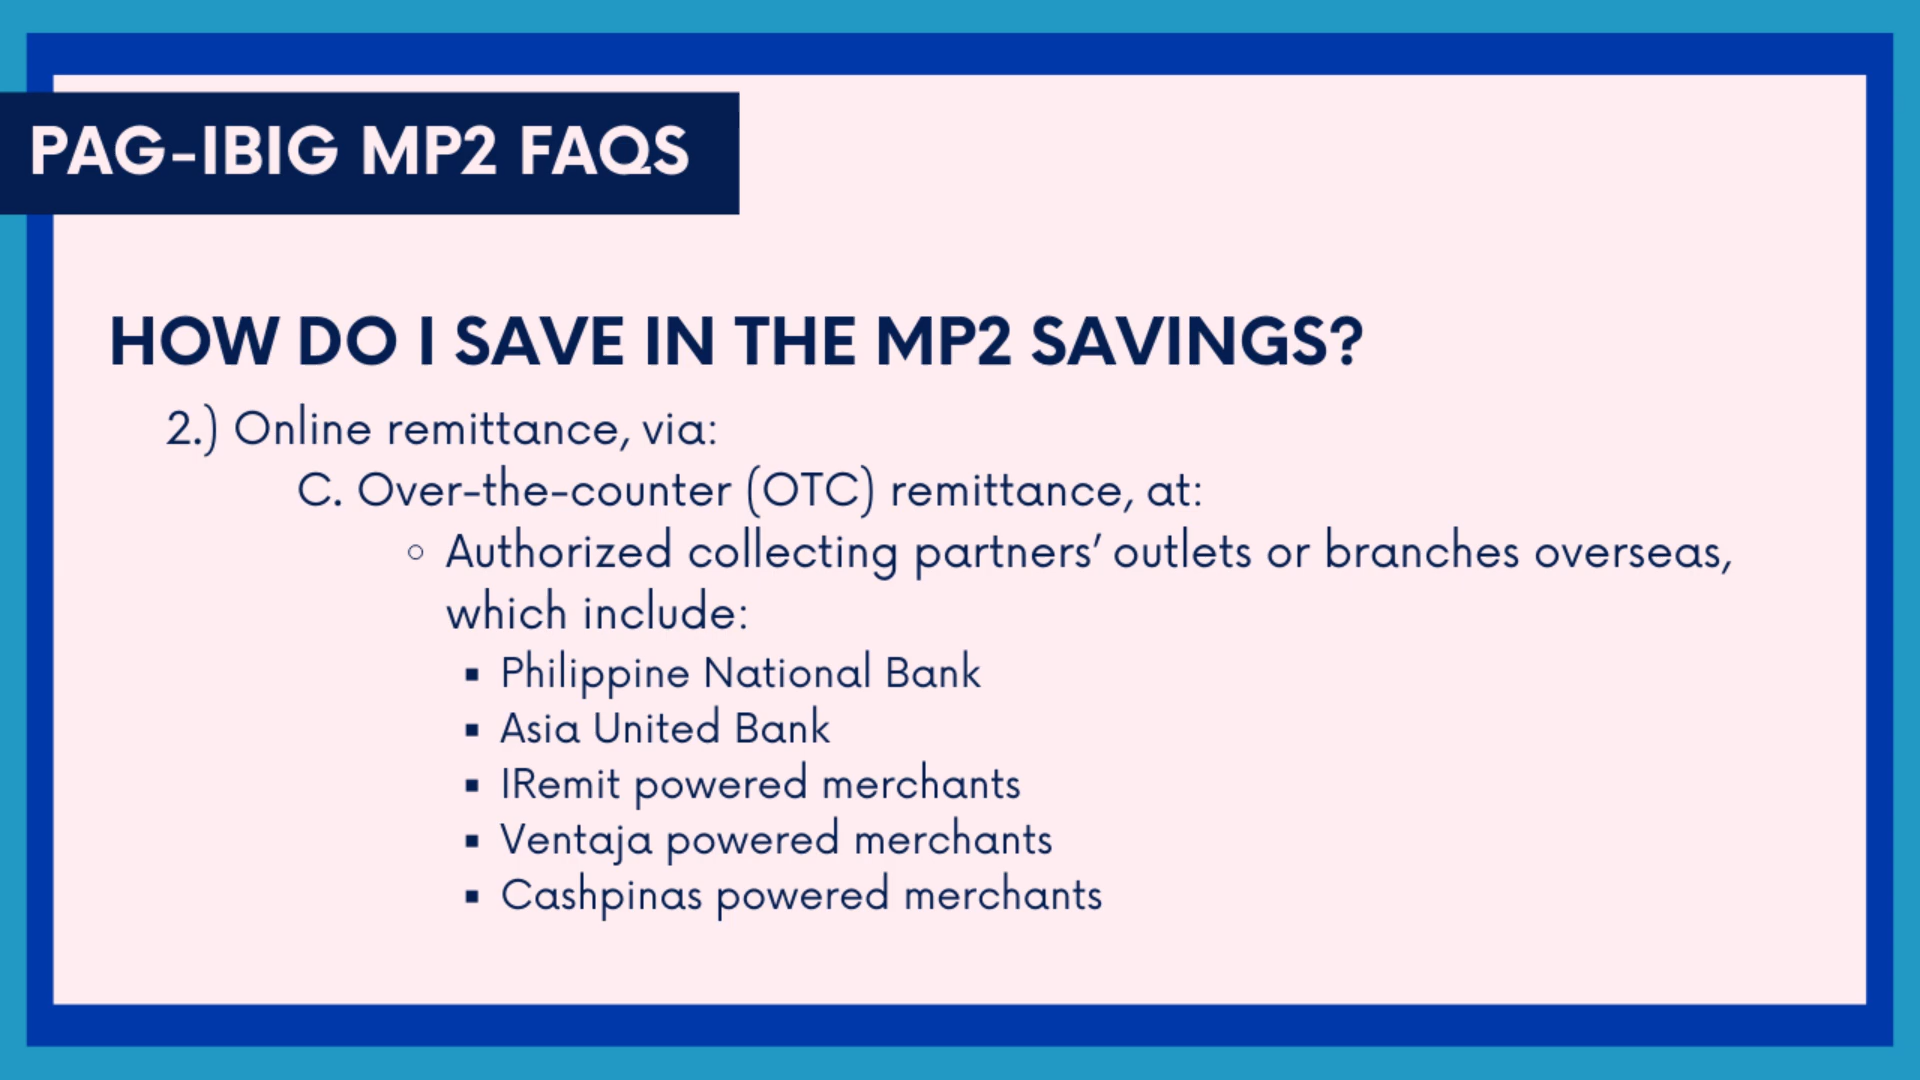 PAG-IBIG MP2 FAQS
HOW DO I SAVE IN THE MP2 SAVINGS?
2.) Online remittance, via:
C. Over-the-counter (OTC) remittance, at:
◦ Authorized collecting partners’ outlets or branches overseas,
which include:
▪ Philippine National Bank
▪ Asia United Bank
▪ IRemit powered merchants
▪ Ventaja powered merchants
▪ Cashpinas powered merchants